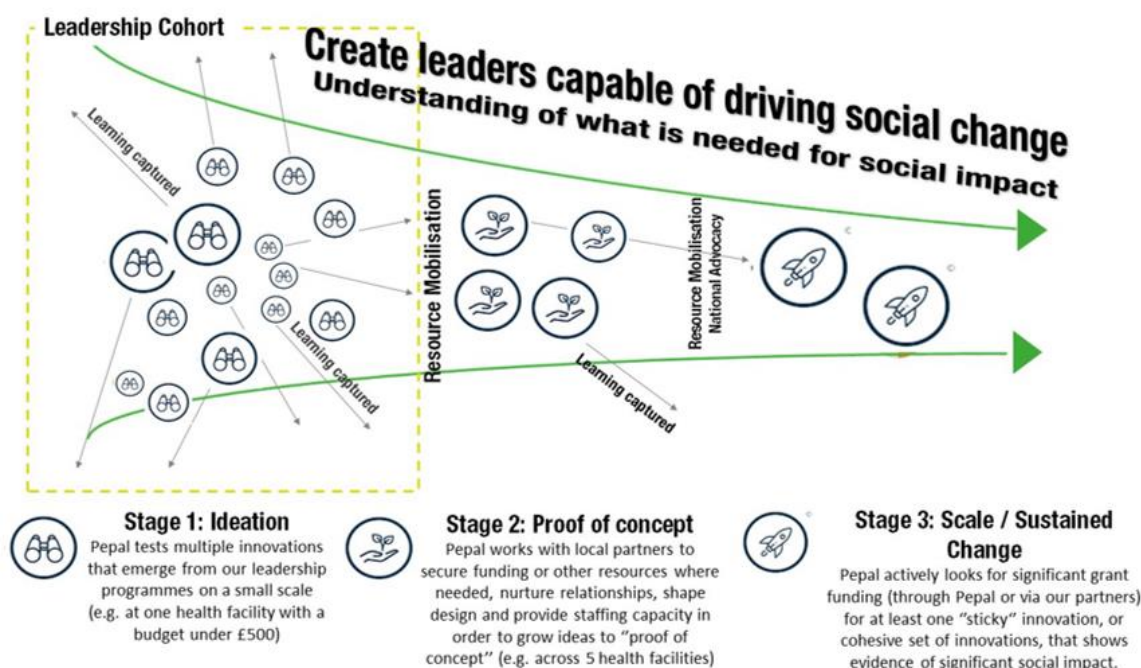 Leadership Cohort
Create leaders capable of driving social change
Understanding of what is needed for social impact
Learning captured
Learning captured
Resource Mobilisation
Learning captured
Resource Mobilisation
National Advocacy
©
©
Stage 1: Ideation
Pepal tests multiple innovations
that emerge from our leadership
programmes on a small scale
(e.g. at one health facility with a
budget under £500)
Stage 2: Proof of concept
Pepal works with local partners to
secure funding or other resources where
needed, nurture relationships, shape
design and provide staffing capacity in
order to grow ideas to “proof of
concept” (e.g. across 5 health facilities)
©
Stage 3: Scale / Sustained
Change
Pepal actively looks for significant grant
funding (through Pepal or via our partners)
for at least one “sticky” innovation, or
cohesive set of innovations, that shows
evidence of significant social impact.